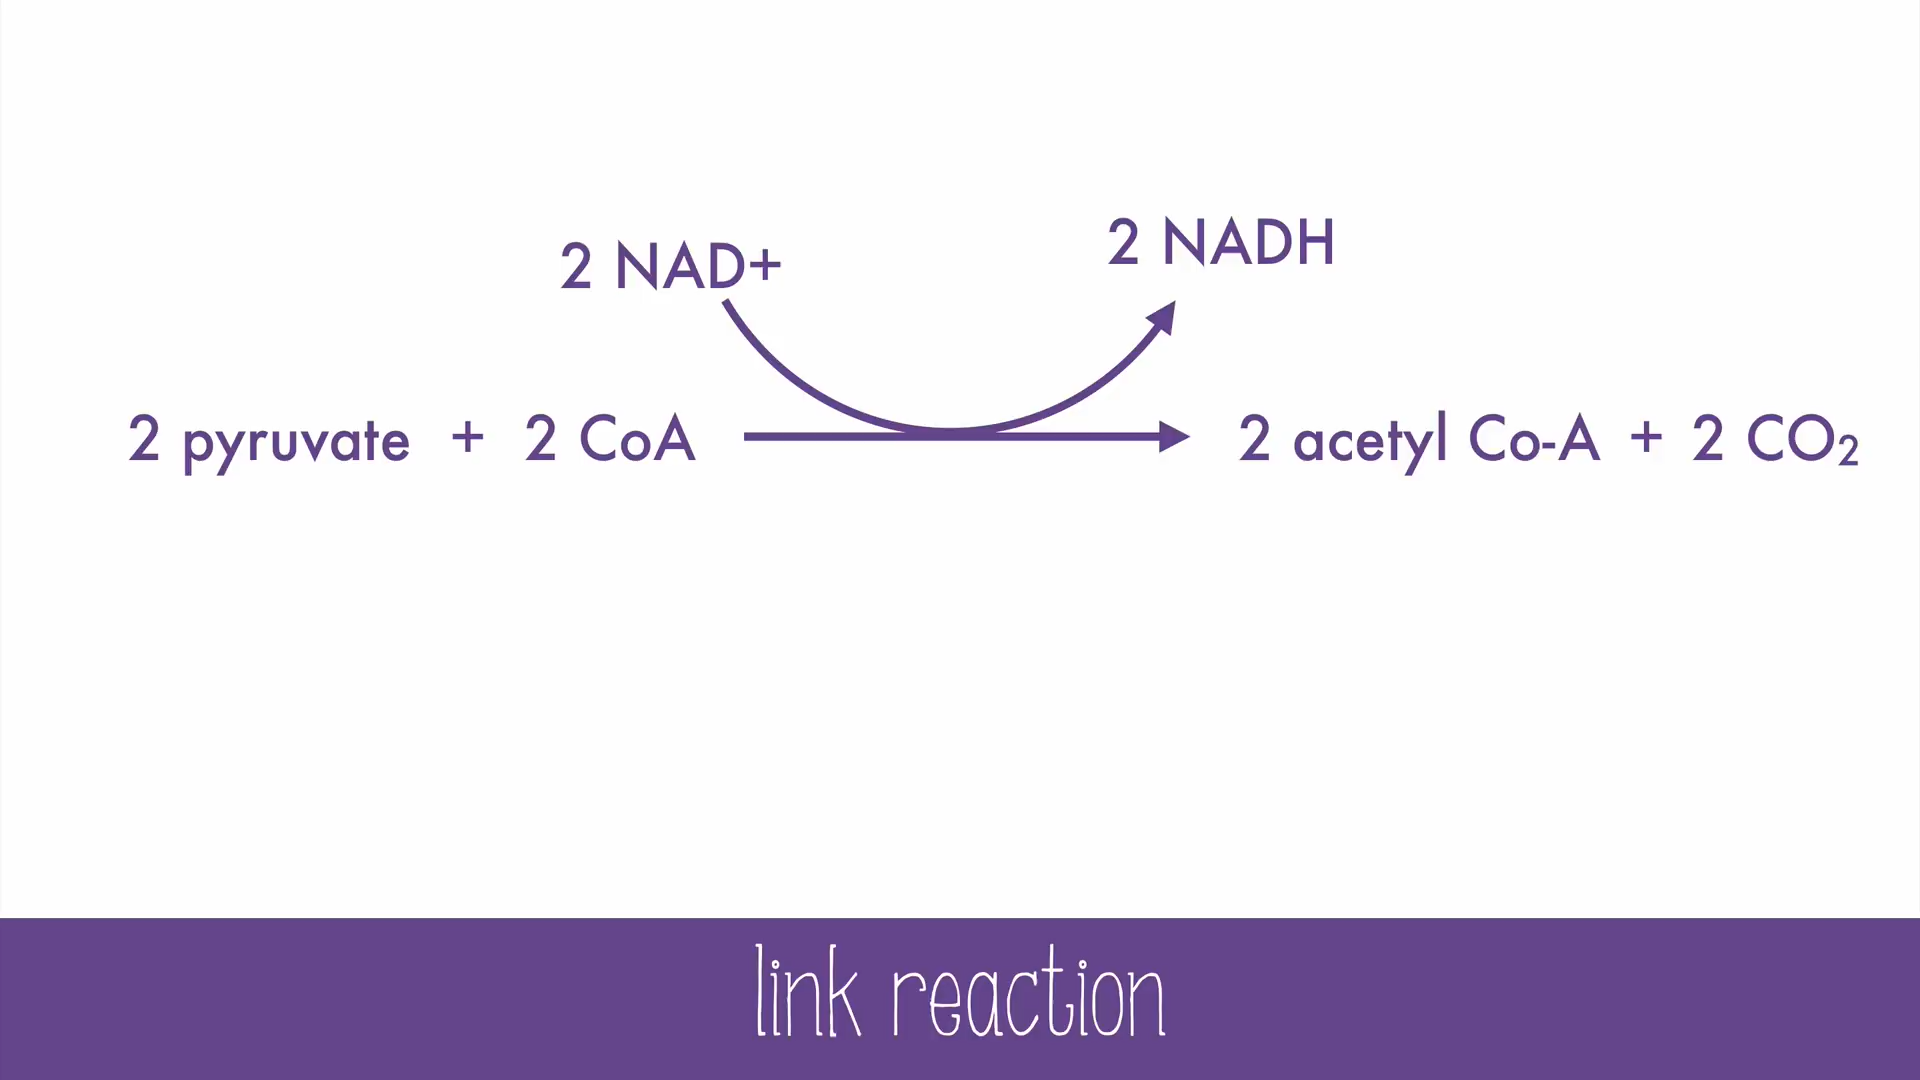 2 NAD+
2 NADH
2 pyruvate + 2 CoA
2 acetyl Co-A + 2 CO₂
link reaction